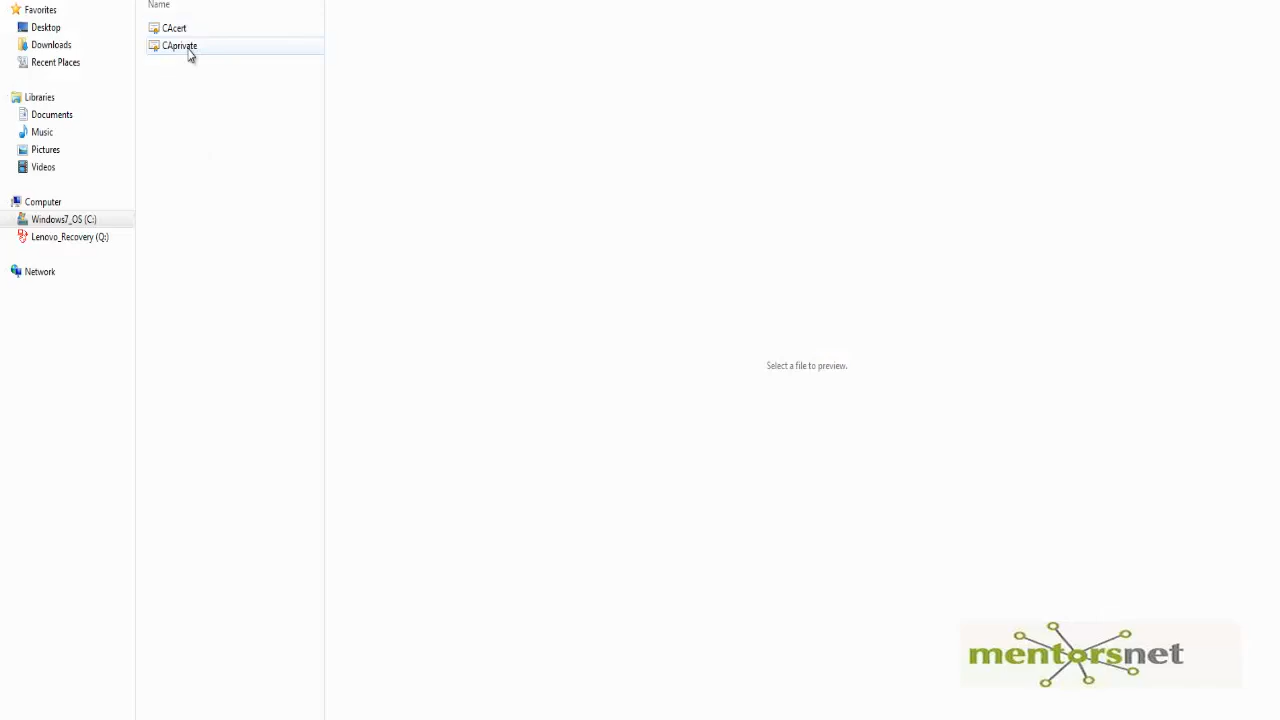 Favorites
Desktop
Downloads
Recent Places
Libraries
Documents
Music
Pictures
Videos
Computer
Windows7_OS (C:)
Lenovo_Recovery (Q:)
Network
Name
CAcert
CAprivate
Select a file to preview.
mentorsnet